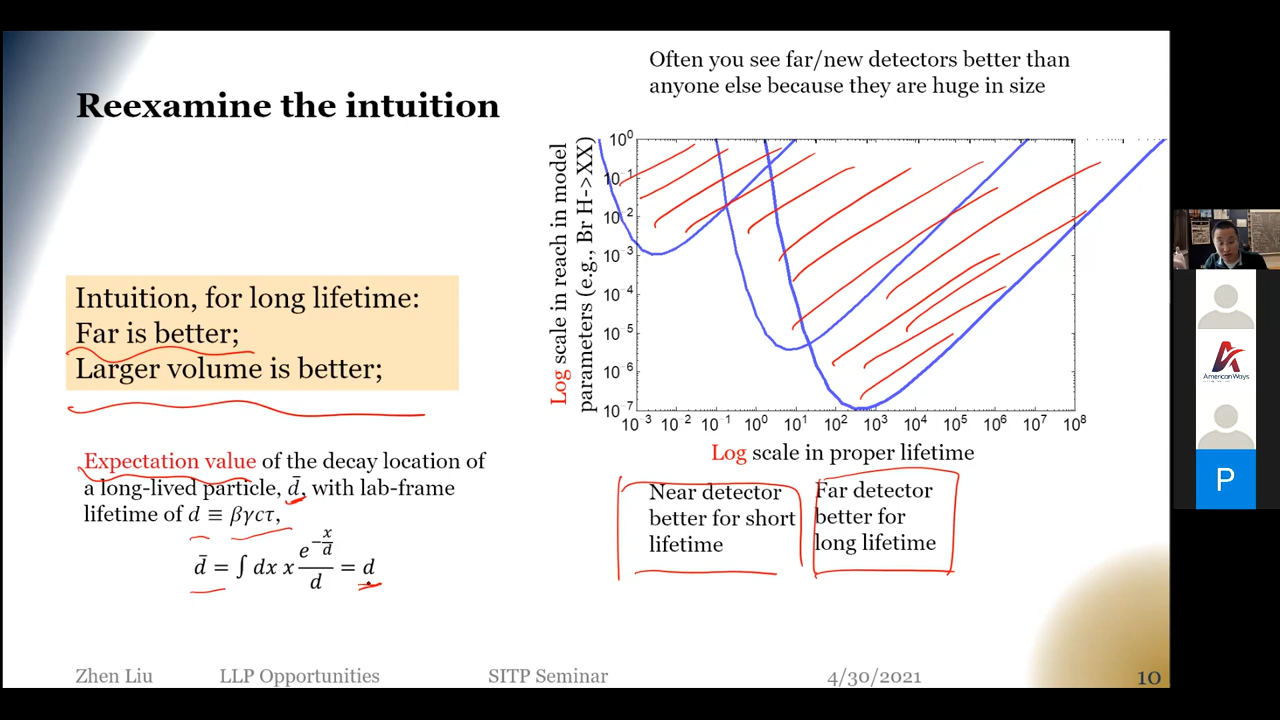 Reexamine the intuition
Intuition, for long lifetime:
Far is better;
Larger volume is better;
Expectation value of the decay location of
a long-lived particle, d̄, with lab-frame
lifetime of d ≡ βγcτ,
d̄ = ∫ dx x e^(-x/d) / d = d
Often you see far/new detectors better than
anyone else because they are huge in size
Log scale in reach in model
parameters (e.g., Br H->XX)
10^0
10^-1
10^-2
10^-3
10^-4
10^-5
10^-6
10^-7
10^-3 10^-2 10^-1 10^0 10^1 10^2 10^3 10^4 10^5 10^6 10^7 10^8
Log scale in proper lifetime
Near detector
better for short
lifetime
Far detector
better for
long lifetime
Zhen Liu LLP Opportunities SITP Seminar 4/30/2021 10
AmericanWays
P